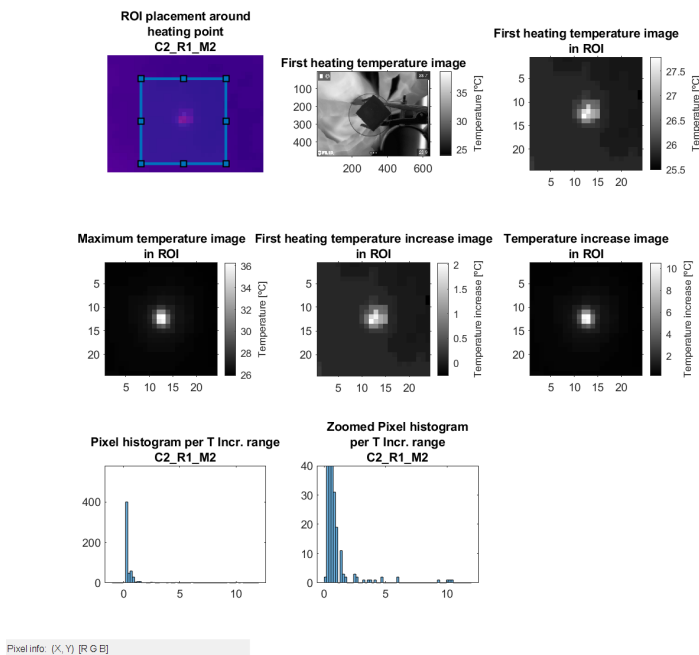 ROI placement around
heating point
C2_R1_M2
First heating temperature image
100
200
300
400
200 400 600
35
30
25
Temperature [ºC]
First heating temperature image
in ROI
5
10
15
20
5 10 15 20
27.5
27
26.5
26
25.5
Temperature [ºC]
Maximum temperature image
in ROI
5
10
15
20
5 10 15 20
36
34
32
30
28
26
Temperature [ºC]
First heating temperature increase image
in ROI
5
10
15
20
5 10 15 20
2
1.5
1
0.5
0
Temperature increase [ºC]
Temperature increase image
in ROI
5
10
15
20
5 10 15 20
10
8
6
4
2
Temperature increase [ºC]
Pixel histogram per T Incr. range
C2_R1_M2
400
200
0
0 5 10
Zoomed Pixel histogram
per T Incr. range
C2_R1_M2
40
30
20
10
0
0 5 10
Pixel info: (X, Y) [R G B]